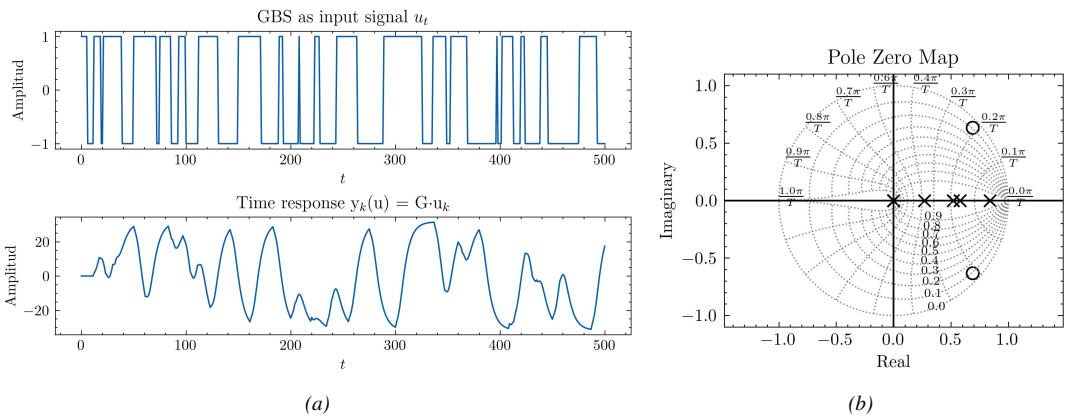 GBS as input signal u_t
Amplitud
1
0
−1
0
100
200
300
400
500
t
Time response y_k(u) = G·u_k
Amplitud
20
0
−20
0
100
200
300
400
500
t
(a)
Pole Zero Map
Imaginary
1.0
0.5
0.0
−0.5
−1.0
0.6π/T
0.4π/T
0.7π/T
0.3π/T
0.8π/T
0.2π/T
0.9π/T
0.1π/T
1.0π/T
0.0π/T
0.9
0.8
0.7
0.6
0.5
0.4
0.3
0.2
0.1
0.0
−1.0
−0.5
0.0
0.5
1.0
Real
(b)